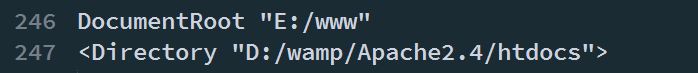 246 DocumentRoot "E:/www"
247 <Directory "D:/wamp/Apache2.4/htdocs">